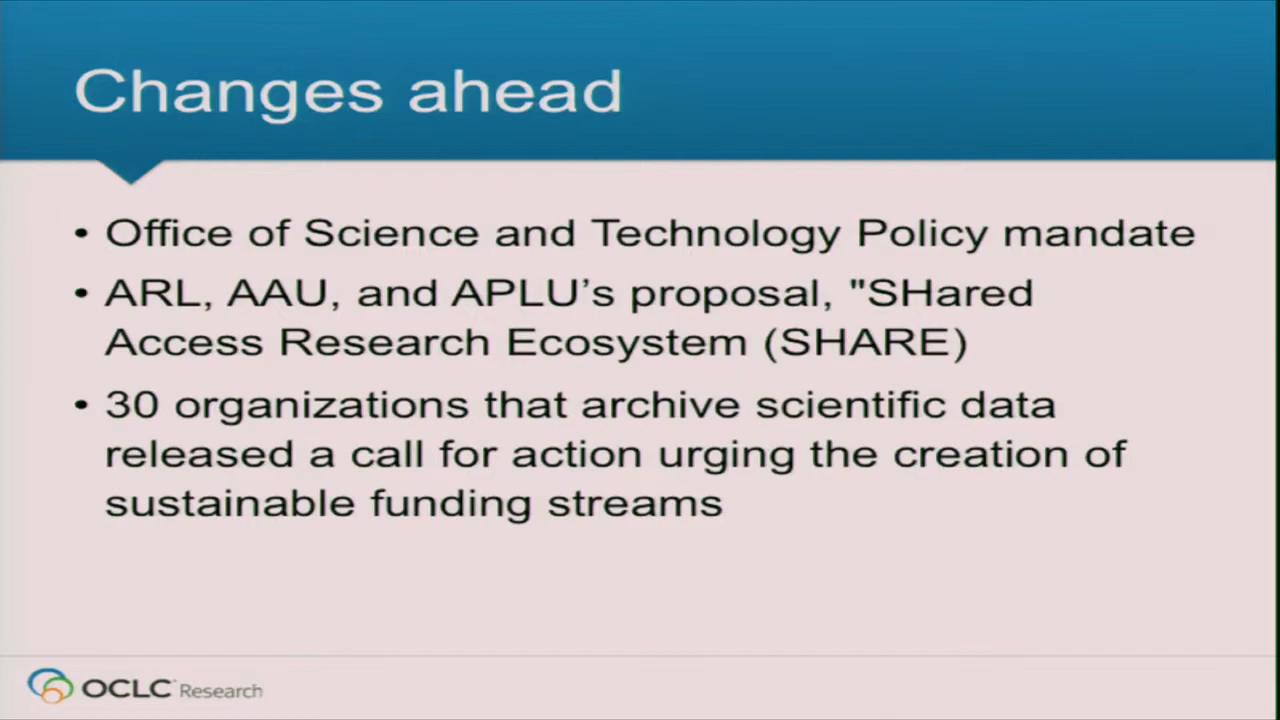 Changes ahead
• Office of Science and Technology Policy mandate
• ARL, AAU, and APLU’s proposal, "SHared
Access Research Ecosystem (SHARE)
• 30 organizations that archive scientific data
released a call for action urging the creation of
sustainable funding streams
OCLC Research